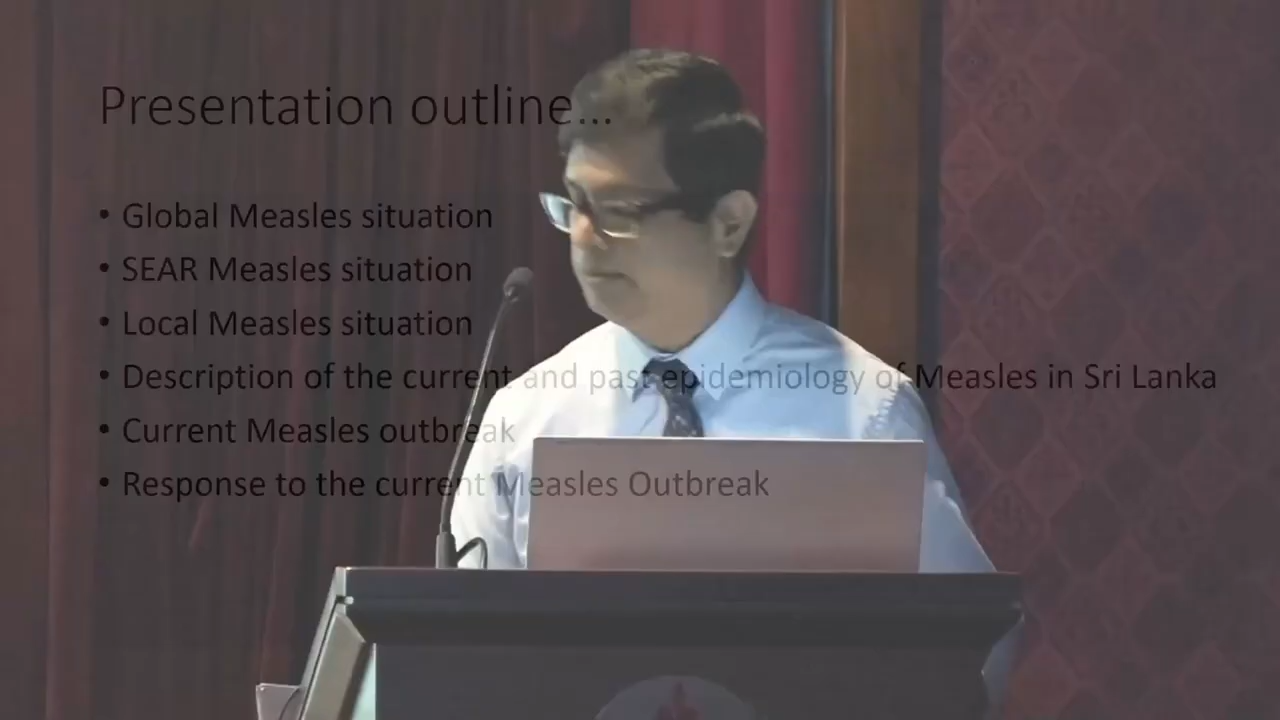 Presentation outline...
• Global Measles situation
• SEAR Measles situation
• Local Measles situation
• Description of the current and past epidemiology of Measles in Sri Lanka
• Current Measles outbreak
• Response to the current Measles Outbreak